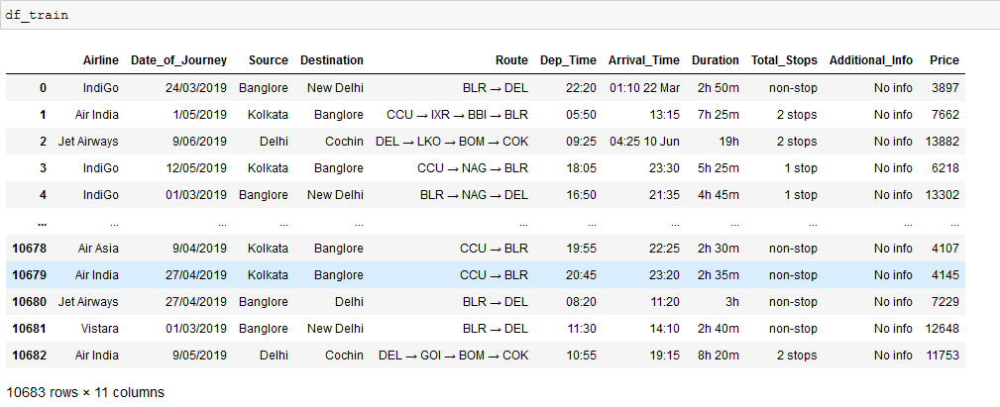 df_train
Airline Date_of_Journey Source Destination Route Dep_Time Arrival_Time Duration Total_Stops Additional_Info Price
0 IndiGo 24/03/2019 Banglore New Delhi BLR → DEL 22:20 01:10 22 Mar 2h 50m non-stop No info 3897
1 Air India 1/05/2019 Kolkata Banglore CCU → IXR → BBI → BLR 05:50 13:15 7h 25m 2 stops No info 7662
2 Jet Airways 9/06/2019 Delhi Cochin DEL → LKO → BOM → COK 09:25 04:25 10 Jun 19h 2 stops No info 13882
3 IndiGo 12/05/2019 Kolkata Banglore CCU → NAG → BLR 18:05 23:30 5h 25m 1 stop No info 6218
4 IndiGo 01/03/2019 Banglore New Delhi BLR → NAG → DEL 16:50 21:35 4h 45m 1 stop No info 13302
... ... ... ... ... ... ... ... ... ... ... ...
10678 Air Asia 9/04/2019 Kolkata Banglore CCU → BLR 19:55 22:25 2h 30m non-stop No info 4107
10679 Air India 27/04/2019 Kolkata Banglore CCU → BLR 20:45 23:20 2h 35m non-stop No info 4145
10680 Jet Airways 27/04/2019 Banglore Delhi BLR → DEL 08:20 11:20 3h non-stop No info 7229
10681 Vistara 01/03/2019 Banglore New Delhi BLR → DEL 11:30 14:10 2h 40m non-stop No info 12648
10682 Air India 9/05/2019 Delhi Cochin DEL → GOI → BOM → COK 10:55 19:15 8h 20m 2 stops No info 11753
10683 rows × 11 columns